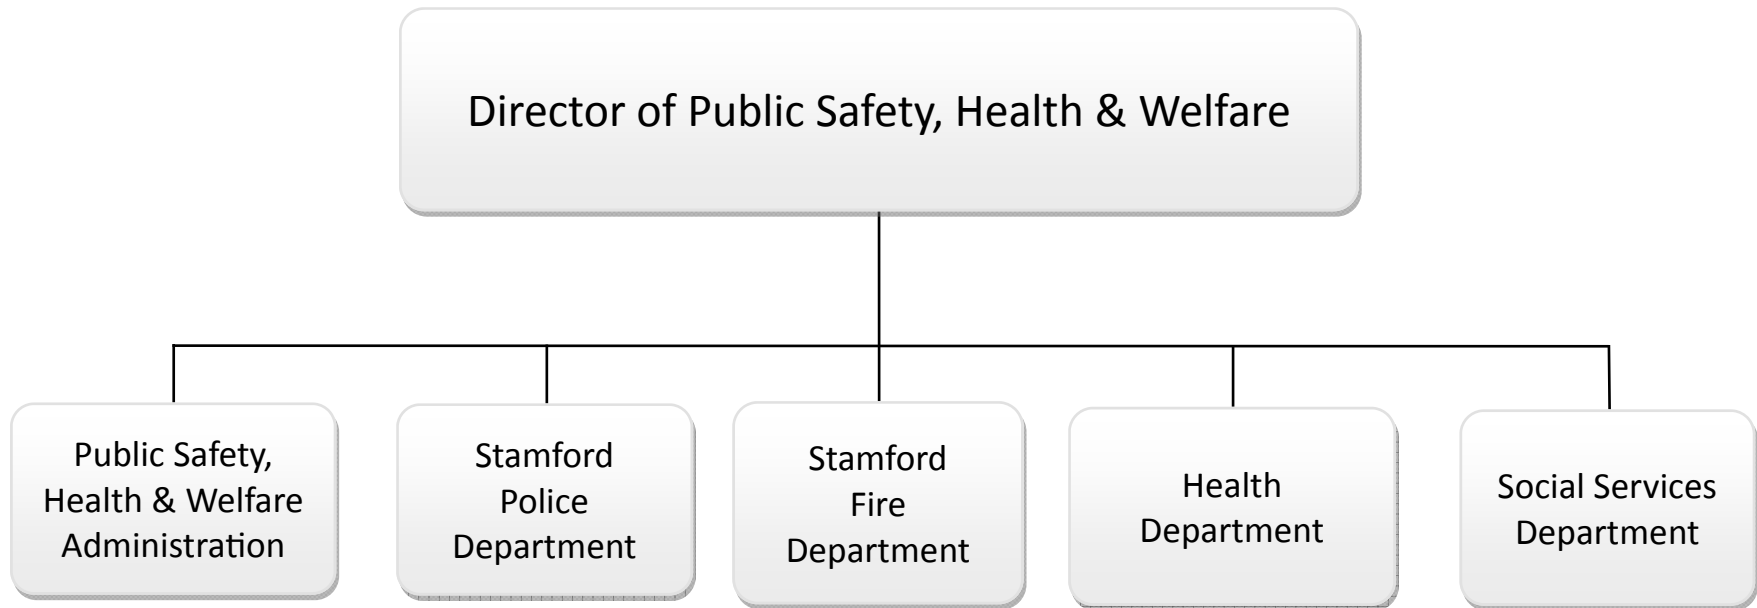 Director of Public Safety, Health & Welfare
Public Safety,
Health & Welfare
Administration
Stamford
Police
Department
Stamford
Fire
Department
Health
Department
Social Services
Department